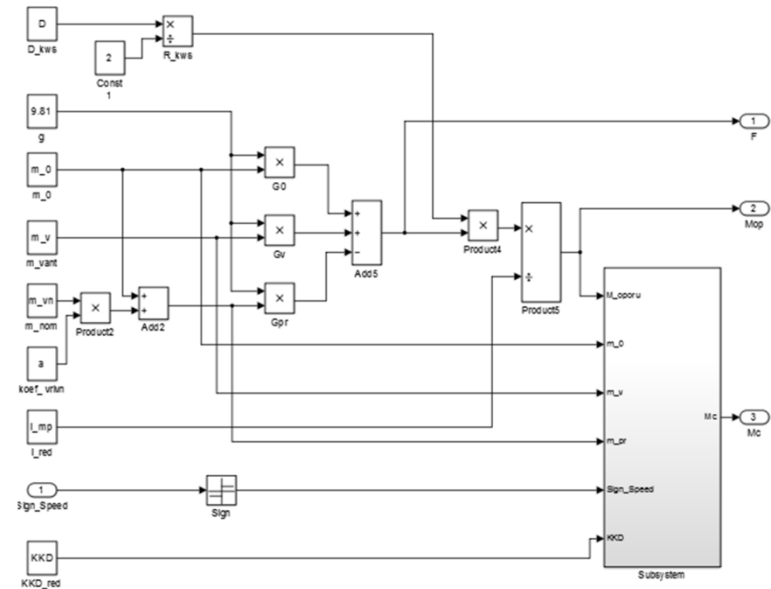 D
D_kws
2
Const
1
×
÷
R_kws
9.81
g
m_0
m_0
m_v
m_vant
m_vn
m_nom
×
Product2
+
+
Add2
a
koef_vrivn
i_mp
i_red
1
Sign_Speed
Sign
KKD
KKD_red
×
G0
×
Gv
×
Gpr
+
+
−
Add5
×
Product4
×
÷
Product5
1
F
2
Mop
M_oporu
m_0
m_v
m_pr
Sign_Speed
KKD
Mc
Subsystem
3
Mc